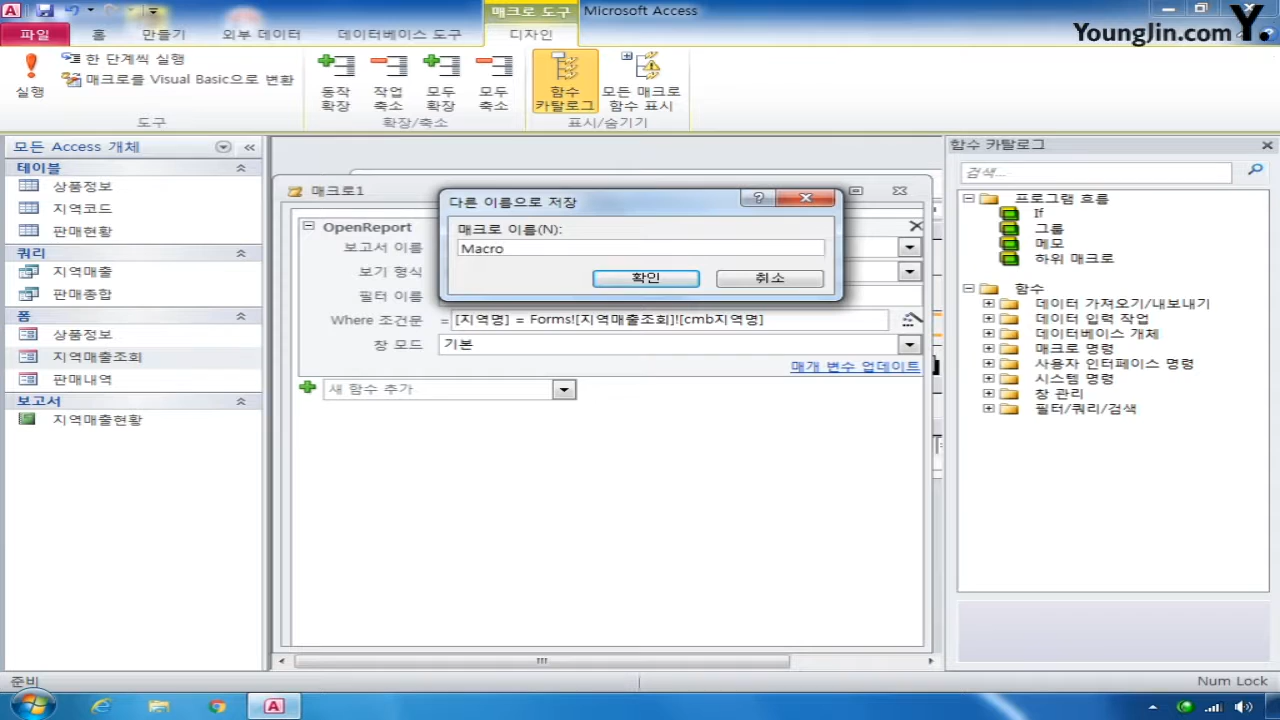 매크로 도구
Microsoft Access
YoungJin.com Y.
파일
홈
만들기
외부 데이터
데이터베이스 도구
디자인
실행
한 단계씩 실행
매크로를 Visual Basic으로 변환
도구
동작 확장
작업 축소
모두 확장
모두 축소
확장/축소
함수 카탈로그
모든 매크로 함수 표시
표시/숨기기
모든 Access 개체
테이블
상품정보
지역코드
판매현황
쿼리
지역매출
판매종합
폼
상품정보
지역매출조회
판매내역
보고서
지역매출현황
매크로1
OpenReport
보고서 이름
보기 형식
필터 이름
Where 조건문 = [지역명] = Forms![지역매출조회]![cmb지역명]
창 모드 기본
매개 변수 업데이트
새 함수 추가
다른 이름으로 저장
매크로 이름(N):
Macro
확인
취소
함수 카탈로그
검색...
프로그램 흐름
If
그룹
메모
하위 매크로
함수
데이터 가져오기/내보내기
데이터 입력 작업
데이터베이스 개체
매크로 명령
사용자 인터페이스 명령
시스템 명령
창 관리
필터/쿼리/검색
준비
Num Lock